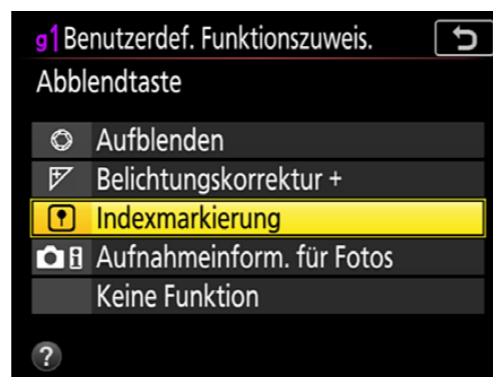 g1 Benutzerdef. Funktionszuweis.
Abblendtaste
Aufblenden
Belichtungskorrektur +
Indexmarkierung
Aufnahmeinform. für Fotos
Keine Funktion
?